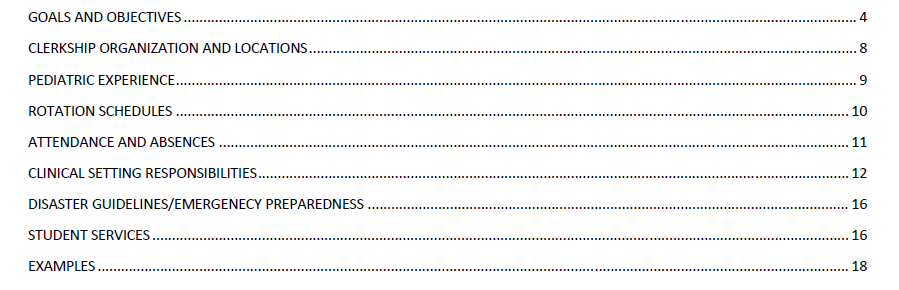 GOALS AND OBJECTIVES ........................................................................ 4
CLERKSHIP ORGANIZATION AND LOCATIONS ........................................................................ 8
PEDIATRIC EXPERIENCE ........................................................................ 9
ROTATION SCHEDULES ........................................................................ 10
ATTENDANCE AND ABSENCES ........................................................................ 11
CLINICAL SETTING RESPONSIBILITIES ........................................................................ 12
DISASTER GUIDELINES/EMERGENECY PREPAREDNESS ........................................................................ 16
STUDENT SERVICES ........................................................................ 16
EXAMPLES ........................................................................ 18